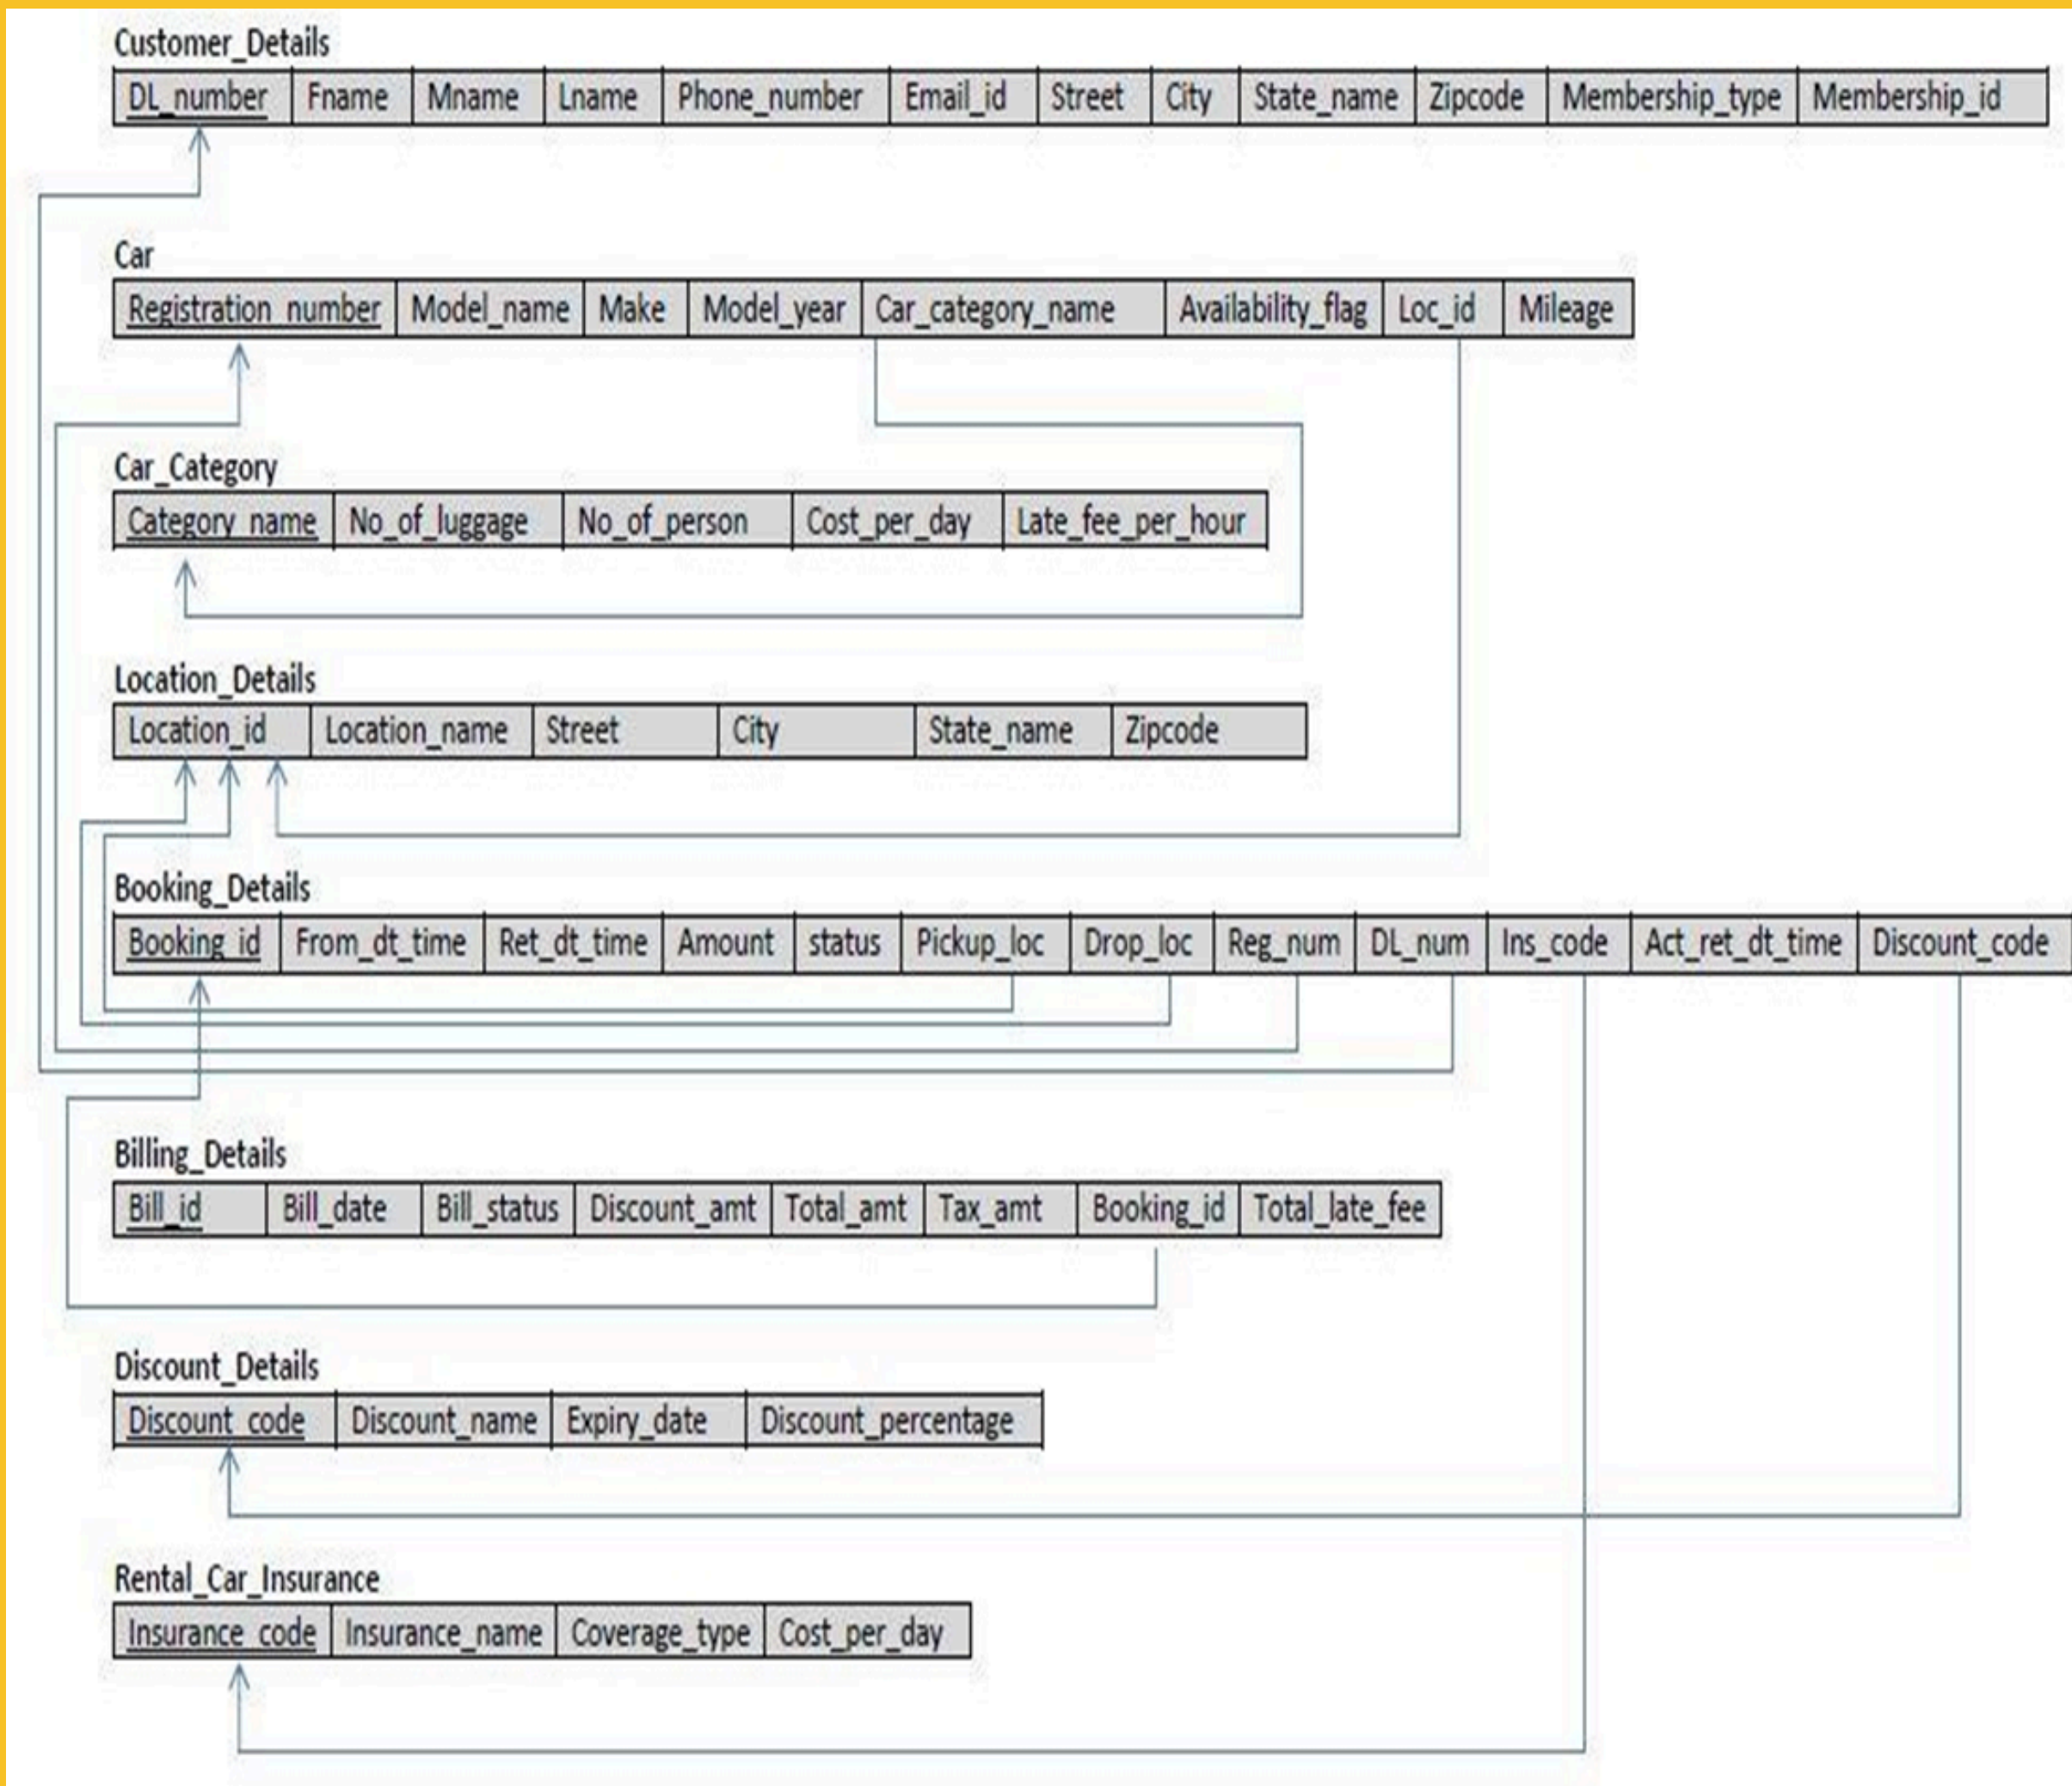 Customer_Details
DL_number Fname Mname Lname Phone_number Email_id Street City State_name Zipcode Membership_type Membership_id
Car
Registration_number Model_name Make Model_year Car_category_name Availability_flag Loc_id Mileage
Car_Category
Category_name No_of_luggage No_of_person Cost_per_day Late_fee_per_hour
Location_Details
Location_id Location_name Street City State_name Zipcode
Booking_Details
Booking_id From_dt_time Ret_dt_time Amount status Pickup_loc Drop_loc Reg_num DL_num Ins_code Act_ret_dt_time Discount_code
Billing_Details
Bill_id Bill_date Bill_status Discount_amt Total_amt Tax_amt Booking_id Total_late_fee
Discount_Details
Discount_code Discount_name Expiry_date Discount_percentage
Rental_Car_Insurance
Insurance_code Insurance_name Coverage_type Cost_per_day